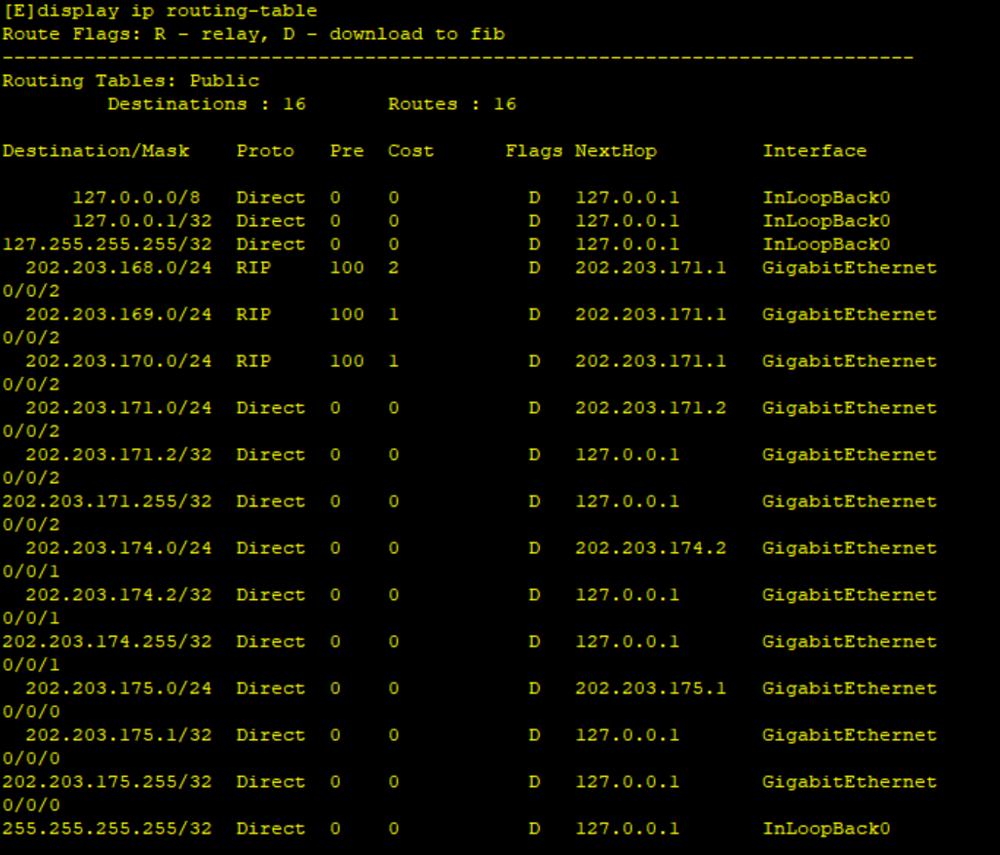 [E]display ip routing-table
Route Flags: R - relay, D - download to fib
------------------------------------------------------------------------------
Routing Tables: Public
         Destinations : 16       Routes : 16

Destination/Mask    Proto   Pre  Cost      Flags NextHop         Interface

      127.0.0.0/8   Direct  0    0           D   127.0.0.1       InLoopBack0
      127.0.0.1/32  Direct  0    0           D   127.0.0.1       InLoopBack0
127.255.255.255/32  Direct  0    0           D   127.0.0.1       InLoopBack0
  202.203.168.0/24  RIP     100  2           D   202.203.171.1   GigabitEthernet
0/0/2
  202.203.169.0/24  RIP     100  1           D   202.203.171.1   GigabitEthernet
0/0/2
  202.203.170.0/24  RIP     100  1           D   202.203.171.1   GigabitEthernet
0/0/2
  202.203.171.0/24  Direct  0    0           D   202.203.171.2   GigabitEthernet
0/0/2
  202.203.171.2/32  Direct  0    0           D   127.0.0.1       GigabitEthernet
0/0/2
202.203.171.255/32  Direct  0    0           D   127.0.0.1       GigabitEthernet
0/0/2
  202.203.174.0/24  Direct  0    0           D   202.203.174.2   GigabitEthernet
0/0/1
  202.203.174.2/32  Direct  0    0           D   127.0.0.1       GigabitEthernet
0/0/1
202.203.174.255/32  Direct  0    0           D   127.0.0.1       GigabitEthernet
0/0/1
  202.203.175.0/24  Direct  0    0           D   202.203.175.1   GigabitEthernet
0/0/0
  202.203.175.1/32  Direct  0    0           D   127.0.0.1       GigabitEthernet
0/0/0
202.203.175.255/32  Direct  0    0           D   127.0.0.1       GigabitEthernet
0/0/0
255.255.255.255/32  Direct  0    0           D   127.0.0.1       InLoopBack0